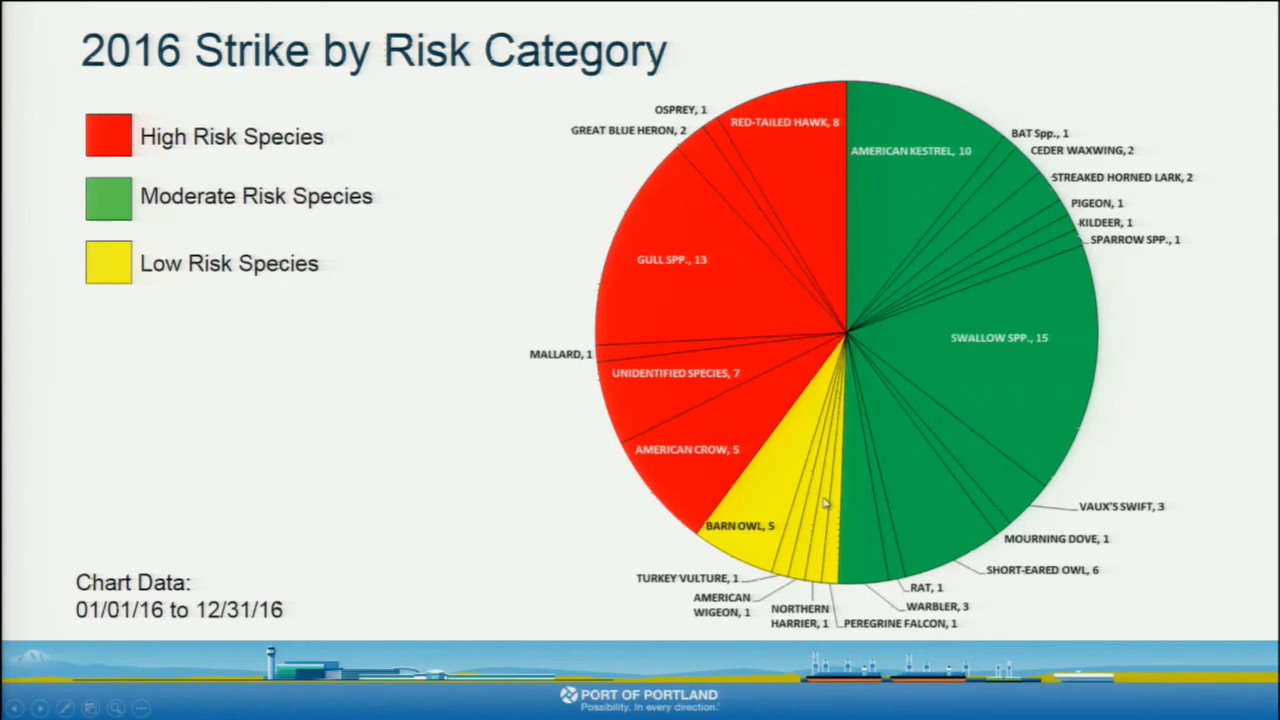 2016 Strike by Risk Category
High Risk Species
Moderate Risk Species
Low Risk Species
OSPREY, 1
GREAT BLUE HERON, 2
RED-TAILED HAWK, 8
AMERICAN KESTREL, 10
BAT Spp., 1
CEDER WAXWING, 2
STREAKED HORNED LARK, 2
PIGEON, 1
KILDEER, 1
SPARROW SPP., 1
GULL SPP., 13
SWALLOW SPP., 15
MALLARD, 1
UNIDENTIFIED SPECIES, 7
AMERICAN CROW, 5
BARN OWL, 5
VAUX'S SWIFT, 3
MOURNING DOVE, 1
SHORT-EARED OWL, 6
RAT, 1
WARBLER, 3
PEREGRINE FALCON, 1
NORTHERN
HARRIER, 1
AMERICAN
WIGEON, 1
TURKEY VULTURE, 1
Chart Data:
01/01/16 to 12/31/16
PORT OF PORTLAND
Possibility. In every direction.